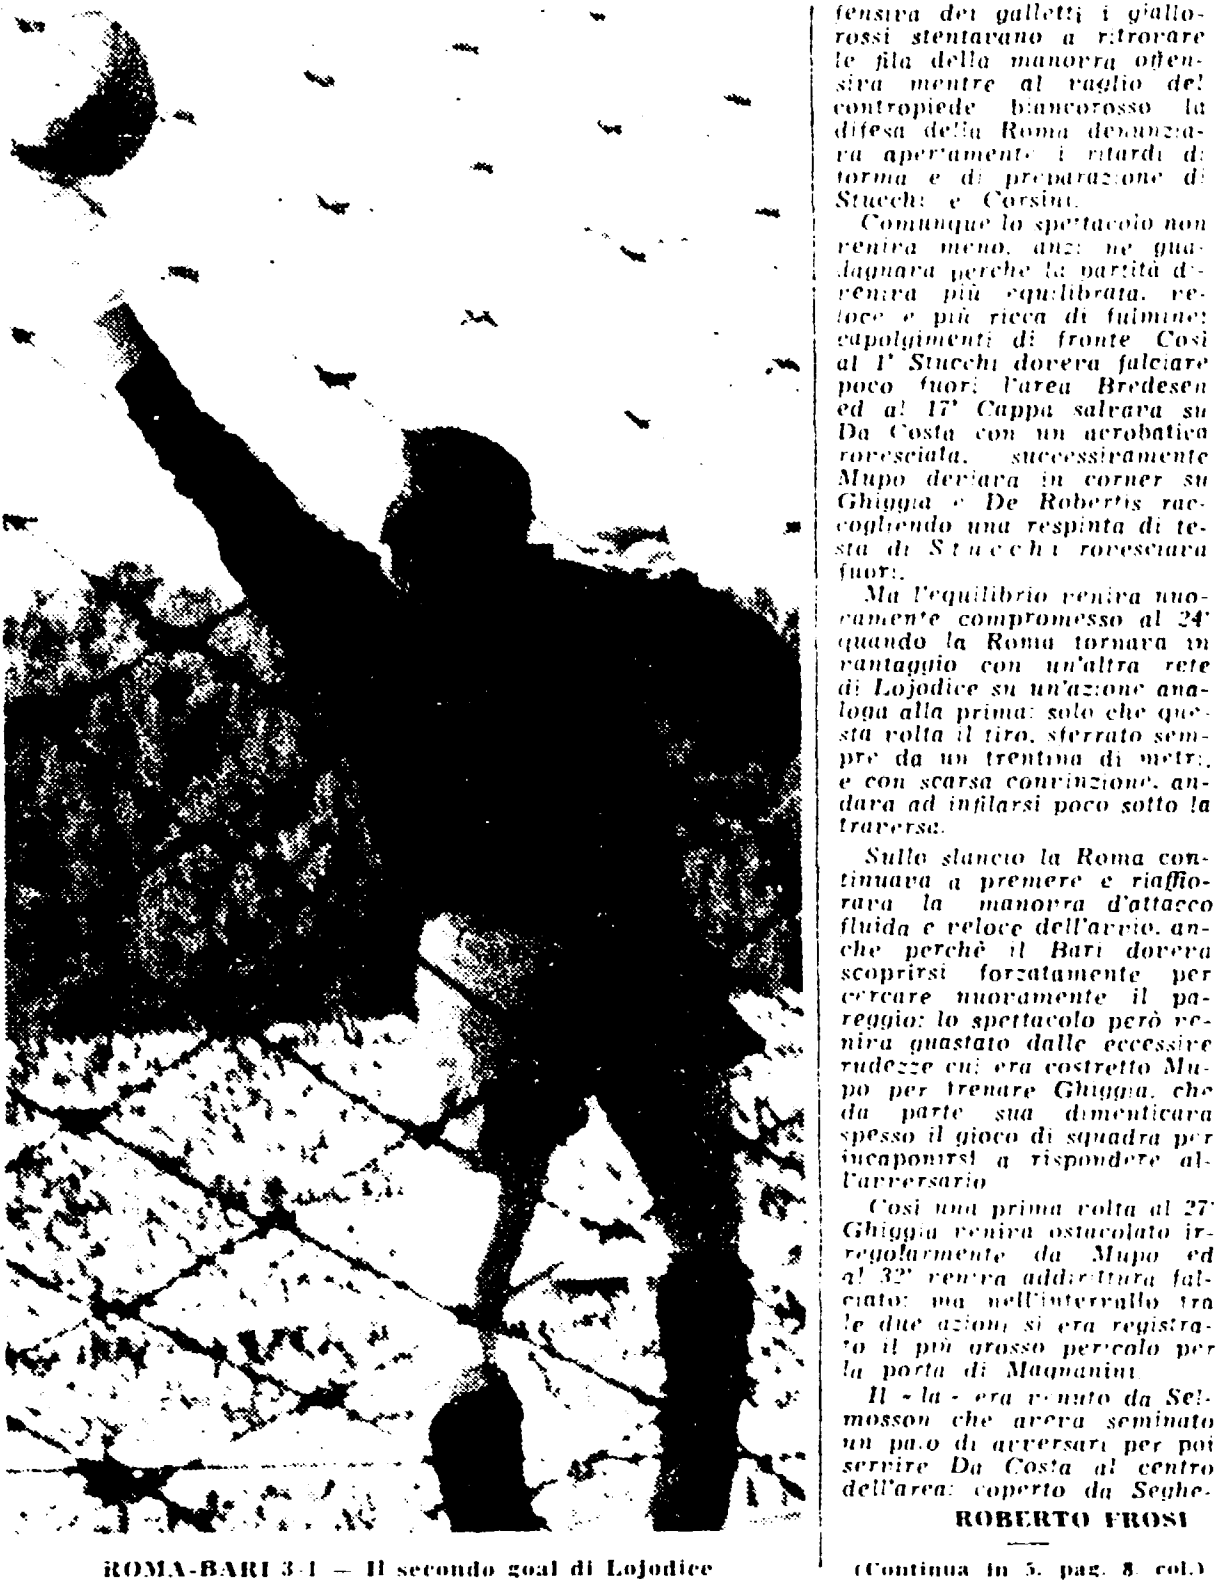 fensiva dei galletti i giallo-
rossi stentavano a ritrovare
le fila della manovra offen-
siva mentre al vaglio del
contropiede biancorosso la
difesa della Roma denunzia-
va apertamente i ritardi di
forma e di preparazione di
Stucchi e Corsini.
Comunque lo spettacolo non
veniva meno, anzi ne gua-
dagnava perche la partità di-
veniva più equilibrata, ve-
loce e più ricca di fulminei
capolgimenti di fronte Così
al 1' Stucchi doveva falciare
poco fuori l'area Bredesen
ed al 17' Cappa salvava su
Da Costa con un acrobatica
rovesciata, successivamente
Mupo deviava in corner su
Ghiggia e De Robertis rac-
cogliendo una respinta di te-
sta di Stucchi rovesciava
fuori.
Ma l'equilibrio veniva nuo-
vamente compromesso al 24'
quando la Roma tornava in
vantaggio con un'altra rete
di Lojodice su un'azione ana-
loga alla prima: solo che que-
sta volta il tiro, sferrato sem-
pre da un trentina di metri,
e con scarsa convinzione, an-
dava ad infilarsi poco sotto la
traversa.
Sullo slancio la Roma con-
tinuava a premere e riaffio-
rava la manovra d'attacco
fluida e veloce dell'avvio, an-
che perchè il Bari doveva
scoprirsi forzatamente per
cercare nuovamente il pa-
reggio: lo spettacolo però ve-
niva guastato dalle eccessive
rudezze cui era costretto Mu-
po per frenare Ghiggia, che
da parte sua dimenticava
spesso il gioco di squadra per
incaponirsi a rispondere al-
l'avversario
Così una prima volta al 27'
Ghiggia veniva ostacolato ir-
regolarmente da Mupo ed
al 32' veniva addirittura fal-
ciato: ma nell'intervallo tra
le due azioni si era registra-
to il più grosso pericolo per
la porta di Magnanini
Il «la» era venuto da Sel-
mosson che aveva seminato
un paio di avversari per poi
servire Da Costa al centro
dell'area: coperto da Seghe-
ROBERTO FROSI
(Continua in 5. pag. 8. col.)
ROMA-BARI 3-1 — Il secondo goal di Lojodice